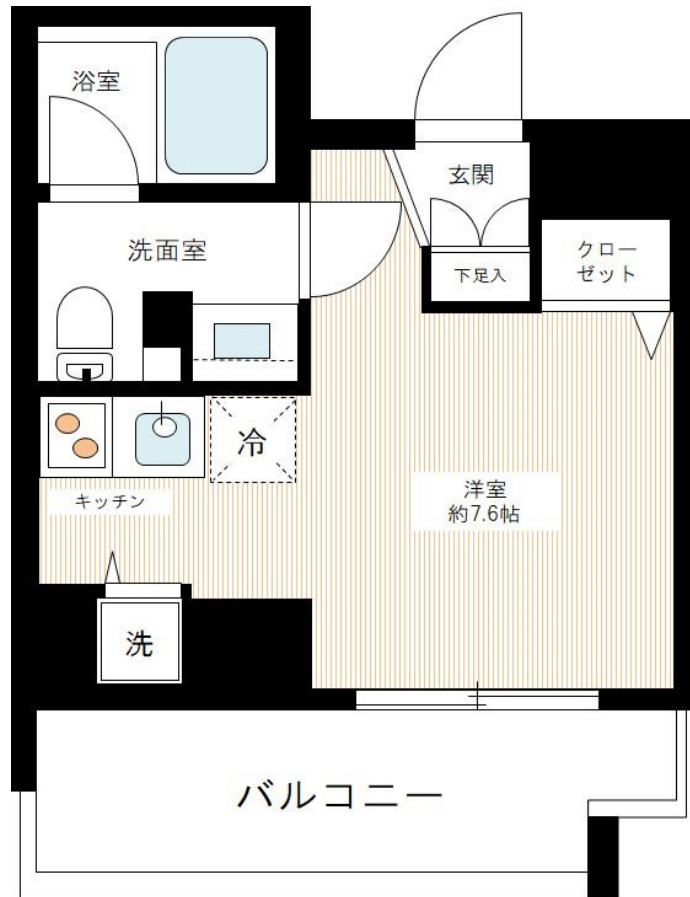 浴室
玄関
洗面室
クロー
ゼット
下足入
冷
キッチン
洋室
約7.6帖
洗
バルコニー